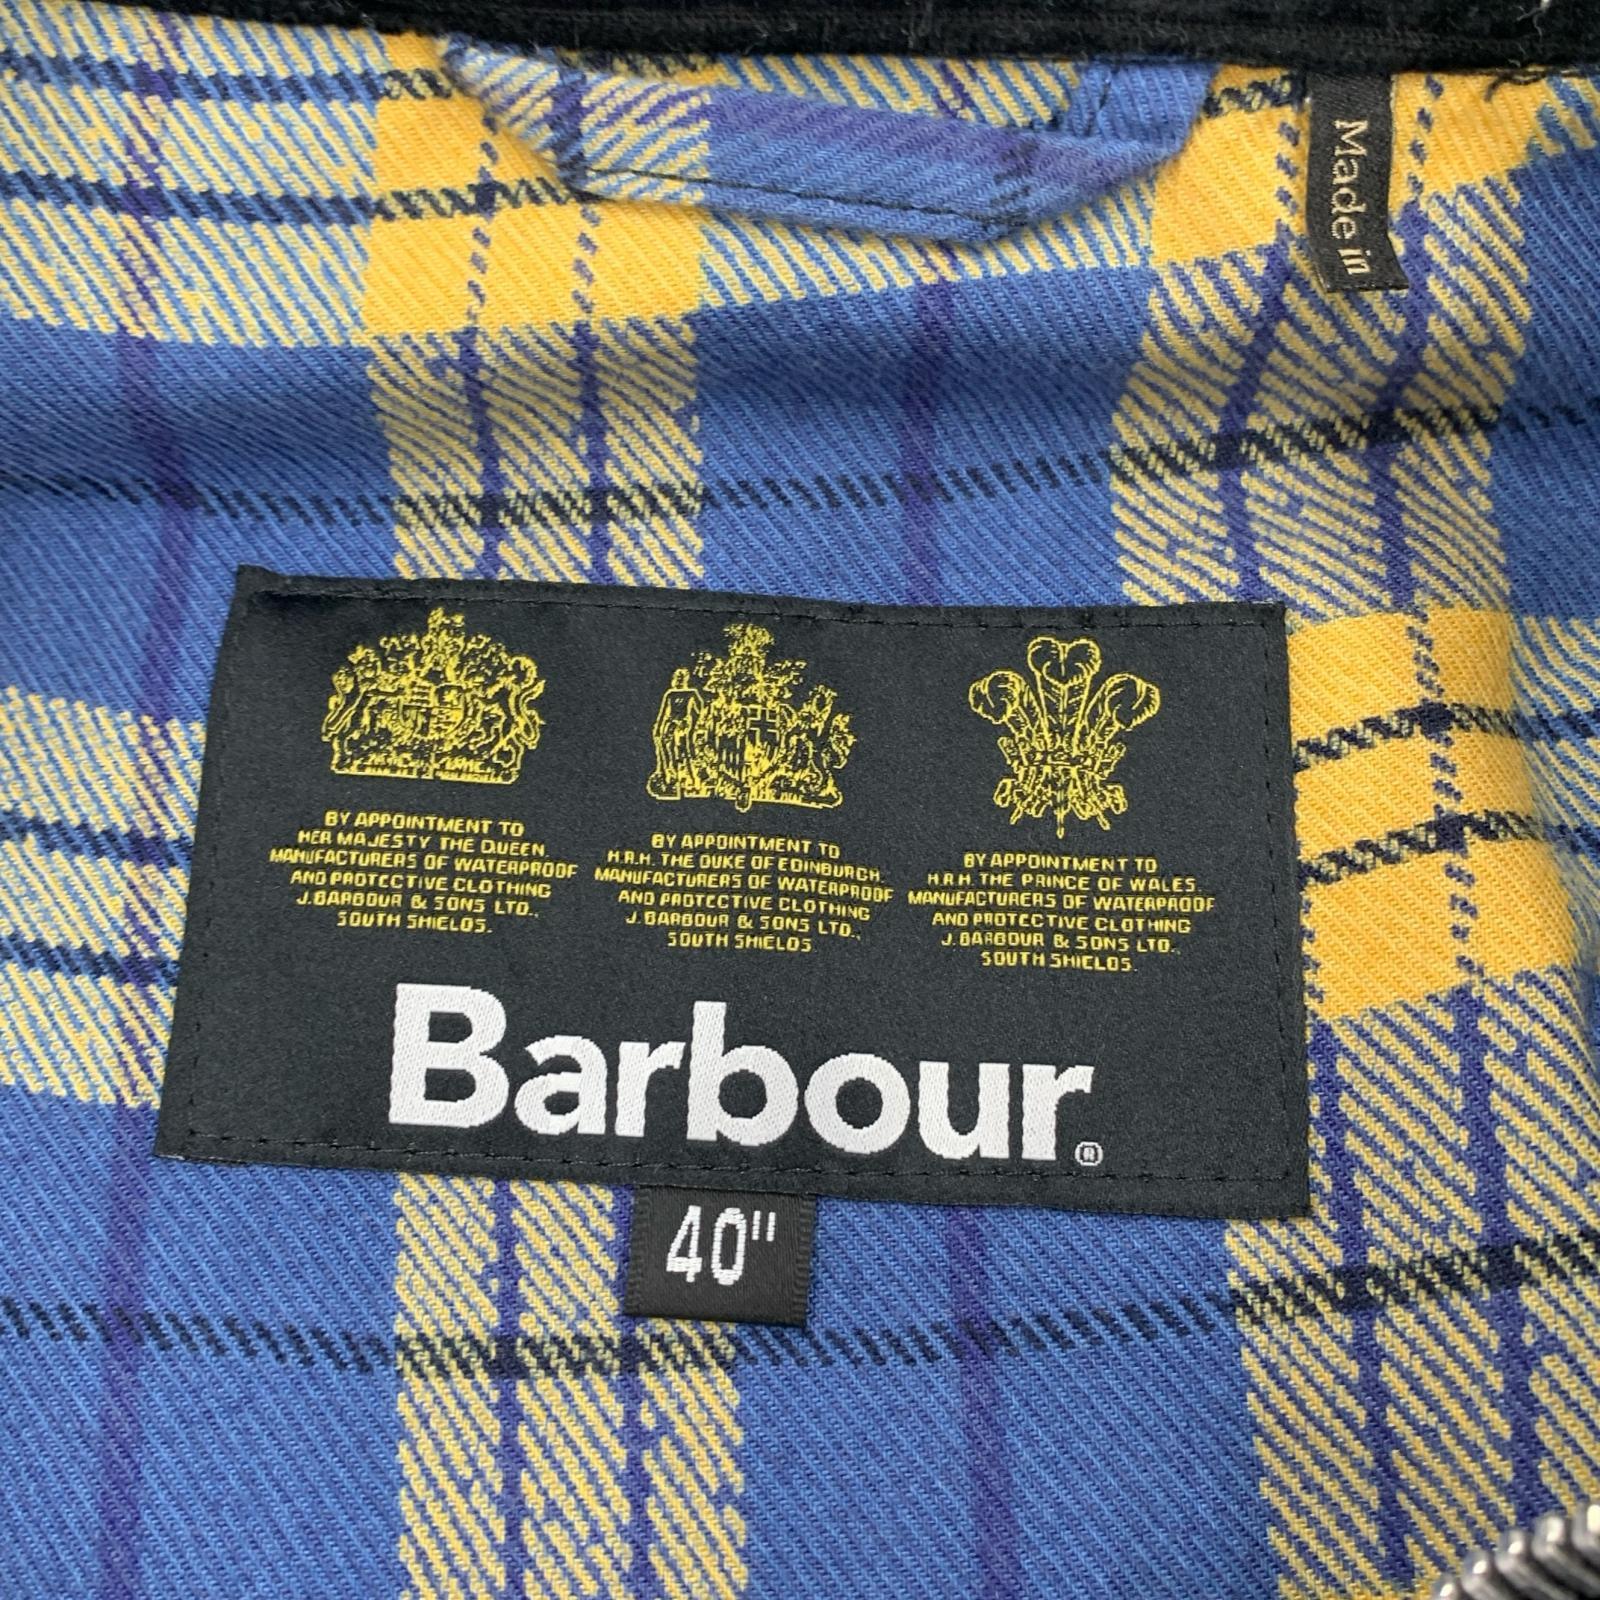 Made in
BY APPOINTMENT TO
HER MAJESTY THE QUEEN.
MANUFACTURERS OF WATERPROOF
AND PROTECTIVE CLOTHING
J. BARBOUR & SONS LTD.,
SOUTH SHIELDS.
BY APPOINTMENT TO
H.R.H. THE DUKE OF EDINBURGH.
MANUFACTURERS OF WATERPROOF
AND PROTECTIVE CLOTHING
J. BARBOUR & SONS LTD.,
SOUTH SHIELDS
BY APPOINTMENT TO
H.R.H. THE PRINCE OF WALES.
MANUFACTURERS OF WATERPROOF
AND PROTECTIVE CLOTHING
J. BARBOUR & SONS LTD.,
SOUTH SHIELDS.
Barbour®
40"